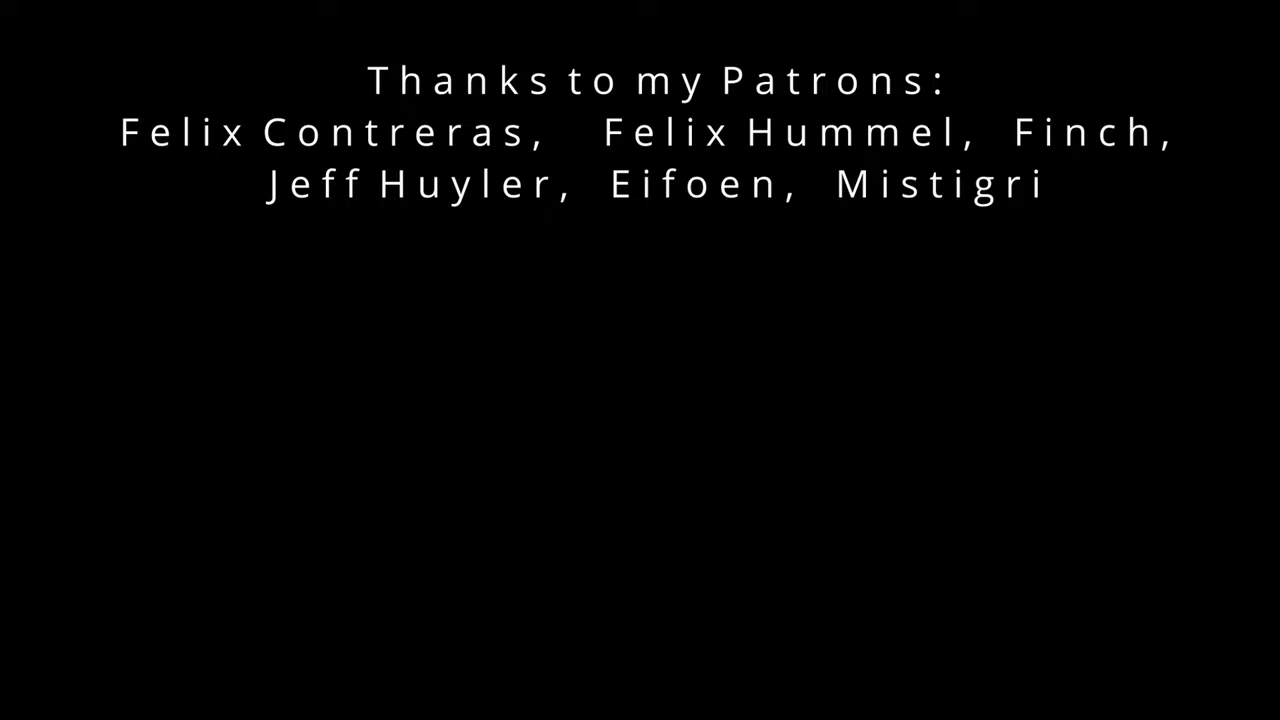 Thanks to my Patrons:
Felix Contreras, Felix Hummel, Finch,
Jeff Huyler, Eifoen, Mistigri